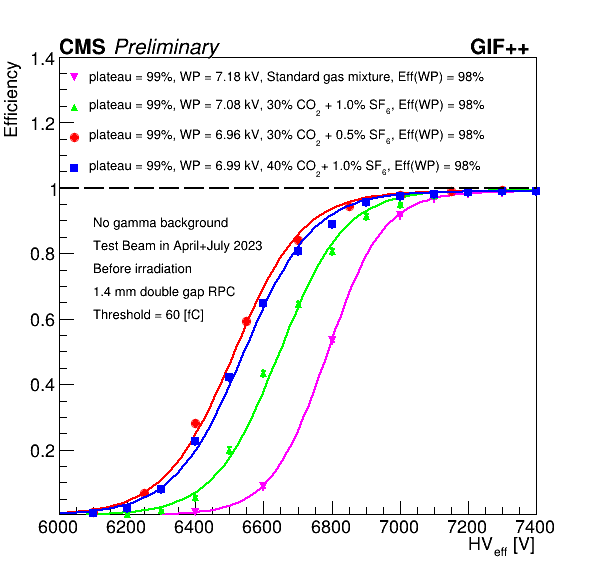 CMS Preliminary GIF++
Efficiency
1.4
1.2
1
0.8
0.6
0.4
0.2
plateau = 99%, WP = 7.18 kV, Standard gas mixture, Eff(WP) = 98%
plateau = 99%, WP = 7.08 kV, 30% CO2 + 1.0% SF6, Eff(WP) = 98%
plateau = 99%, WP = 6.96 kV, 30% CO2 + 0.5% SF6, Eff(WP) = 98%
plateau = 99%, WP = 6.99 kV, 40% CO2 + 1.0% SF6, Eff(WP) = 98%
No gamma background
Test Beam in April+July 2023
Before irradiation
1.4 mm double gap RPC
Threshold = 60 [fC]
6000 6200 6400 6600 6800 7000 7200 7400
HVeff [V]